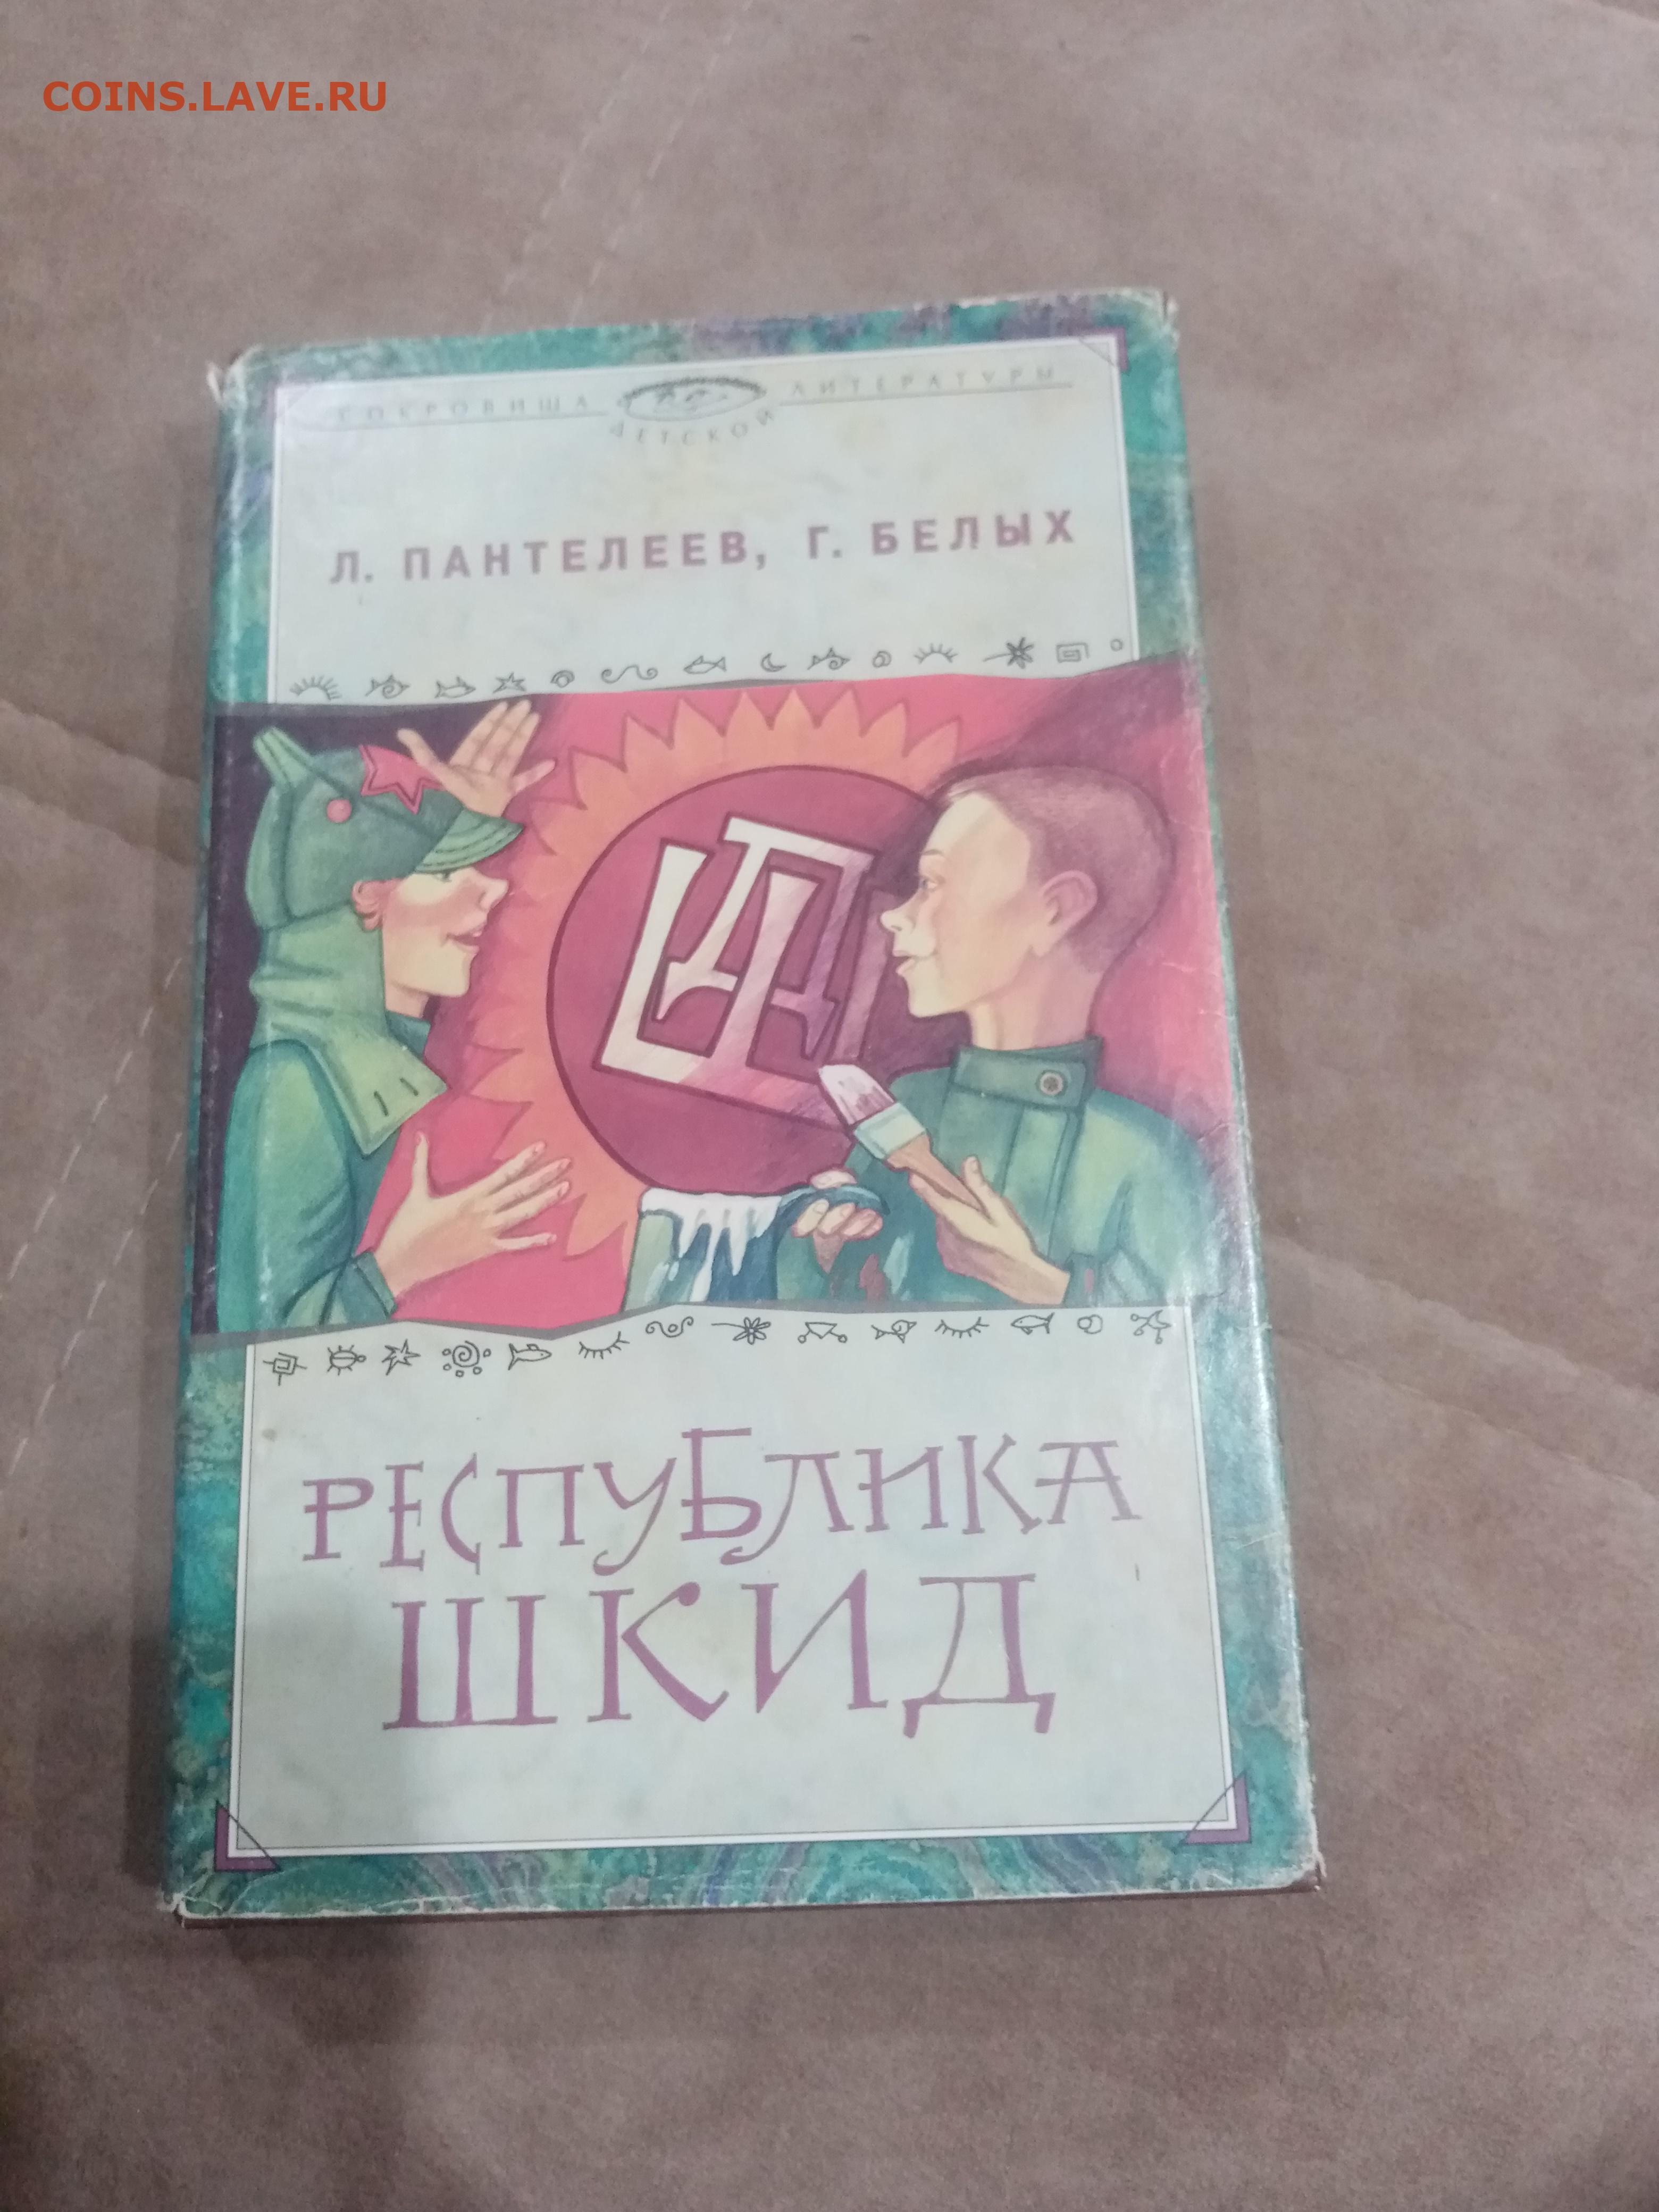 COINS.LAVE.RU
СОКРОВИЩА ДЕТСКОЙ ЛИТЕРАТУРЫ
Л. ПАНТЕЛЕЕВ, Г. БЕЛЫХ
РЕСПУБЛИКА
ШКИД